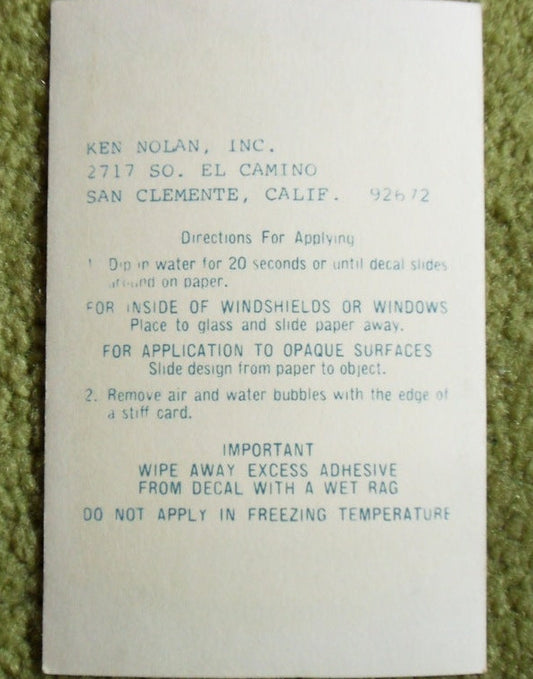 KEN NOLAN, INC.
2717 SO. EL CAMINO
SAN CLEMENTE, CALIF. 92672
Directions For Applying
1 Dip in water for 20 seconds or until decal slides
around on paper.
FOR INSIDE OF WINDSHIELDS OR WINDOWS
Place to glass and slide paper away.
FOR APPLICATION TO OPAQUE SURFACES
Slide design from paper to object.
2. Remove air and water bubbles with the edge of
a stiff card.
IMPORTANT
WIPE AWAY EXCESS ADHESIVE
FROM DECAL WITH A WET RAG
DO NOT APPLY IN FREEZING TEMPERATURE